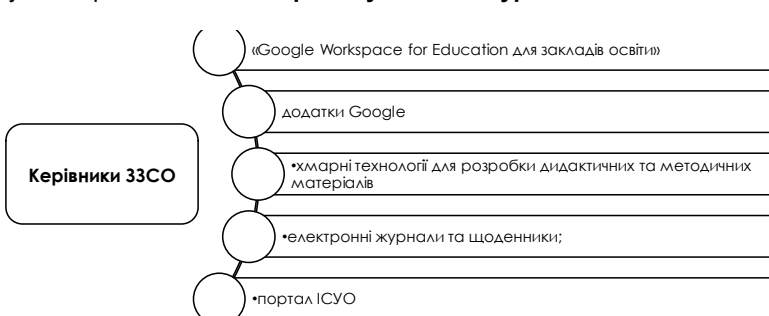 «Google Workspace for Education для закладів освіти»
додатки Google
Керівники ЗЗСО
•хмарні технології для розробки дидактичних та методичних
матеріалів
•електронні журнали та щоденники;
•портал ІСУО